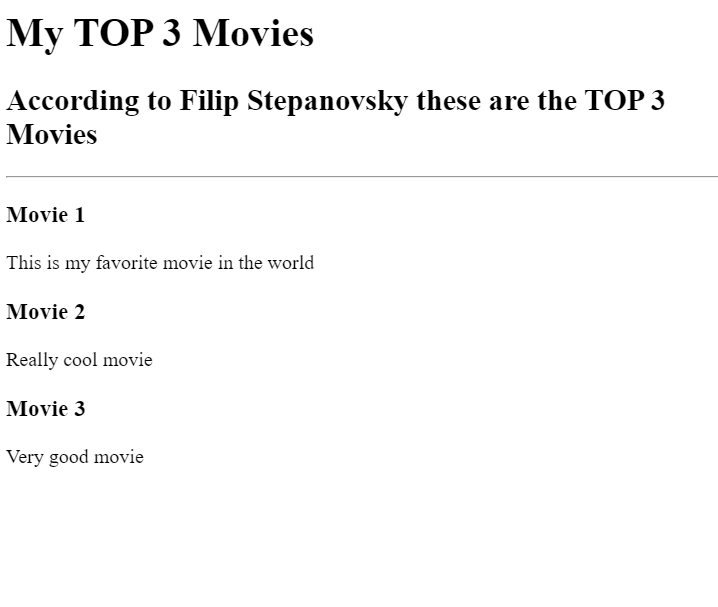 My TOP 3 Movies
According to Filip Stepanovsky these are the TOP 3
Movies
Movie 1
This is my favorite movie in the world
Movie 2
Really cool movie
Movie 3
Very good movie